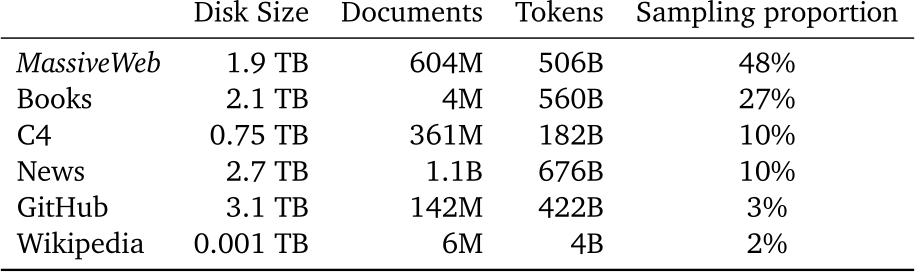 Disk Size Documents Tokens Sampling proportion
MassiveWeb 1.9 TB 604M 506B 48%
Books 2.1 TB 4M 560B 27%
C4 0.75 TB 361M 182B 10%
News 2.7 TB 1.1B 676B 10%
GitHub 3.1 TB 142M 422B 3%
Wikipedia 0.001 TB 6M 4B 2%